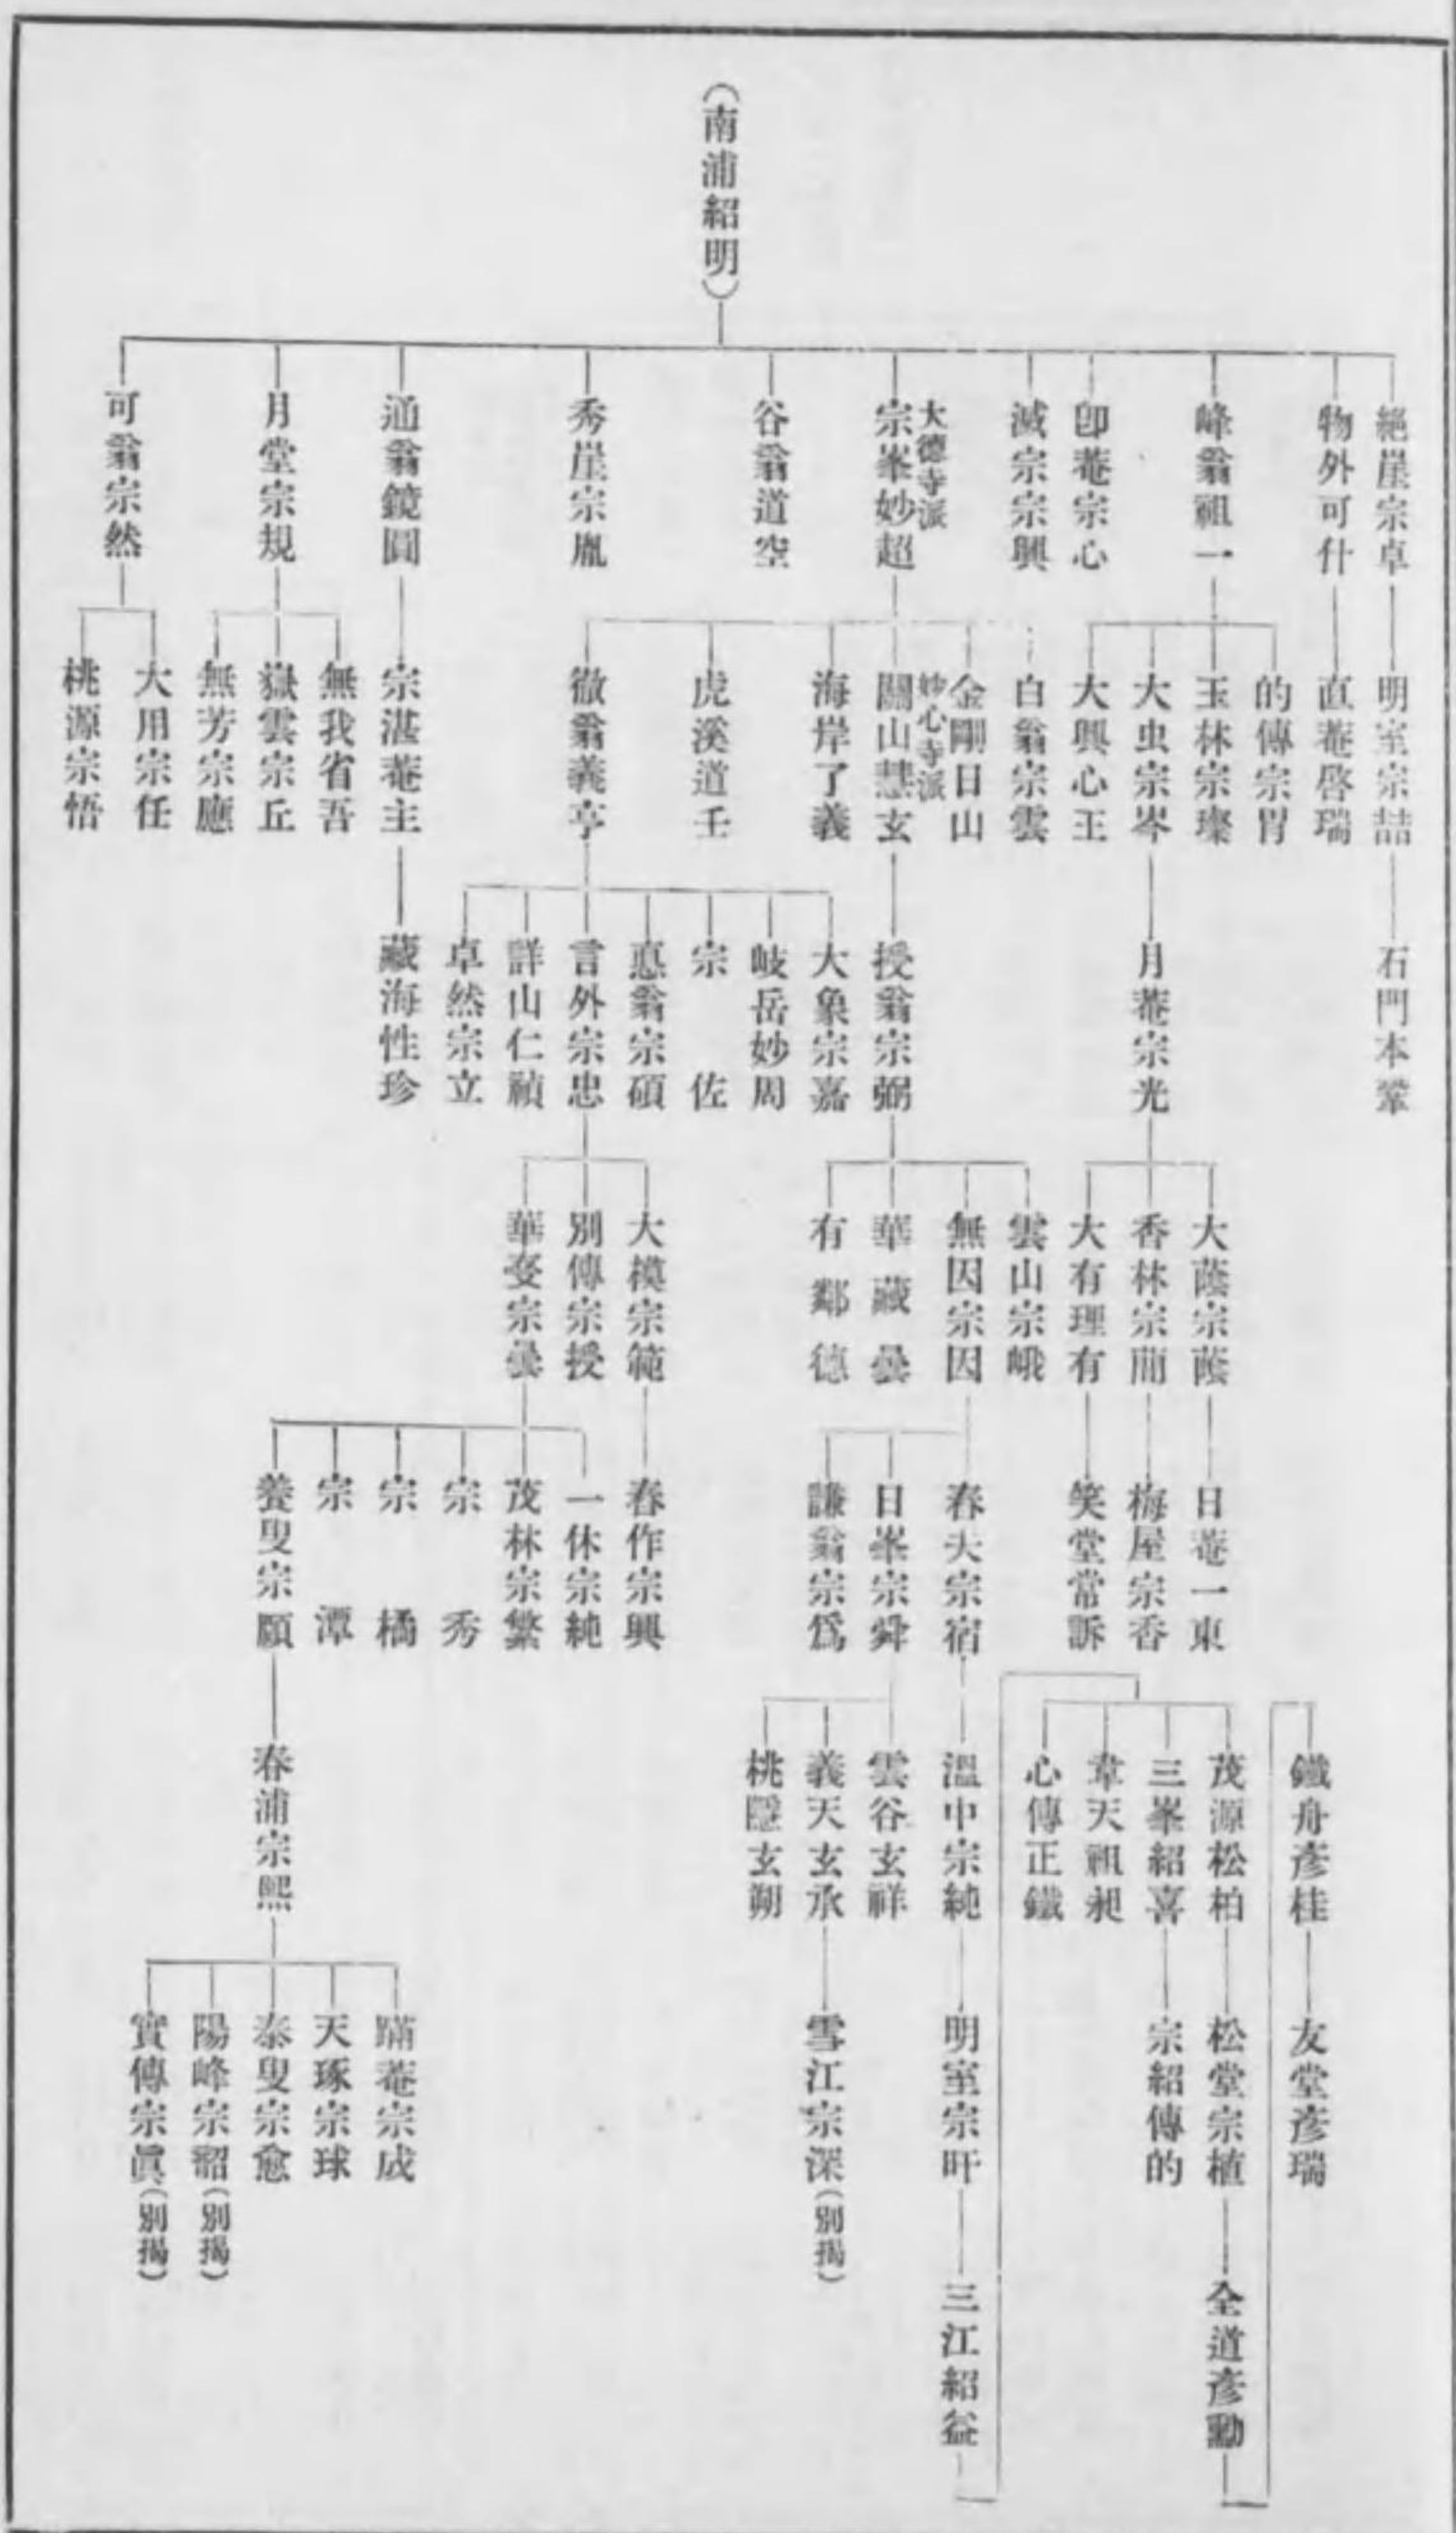 (南浦紹明)
絶崖宗卓
物外可什
峰翁祖一
卽菴宗心
滅宗宗興
大德寺派
宗峯妙超
谷翁道空
秀崖宗胤
通翁鏡圓
月堂宗規
可翁宗然
明室宗喆
直菴啓瑞
的傳宗胃
玉林宗璨
大虫宗岑
大興心王
白翁宗雲
金剛日山
妙心寺派
關山慧玄
海岸了義
虎溪道壬
徹翁義亨
宗湛菴主
無我省吾
嶽雲宗丘
無芳宗應
大用宗任
桃源宗悟
石門本
月菴宗光
授翁宗弼
大象宗嘉
岐岳妙周
宗佐
宗碩
言外宗忠
詳山仁禎
卓然宗立
藏海性珍
大蔭宗蔭
香林宗蕳
大有理有
雲山宗峨
無因宗因
華藏曇
有鄰德
大模宗範
別傳宗授
華叟宗曇
日菴一東
梅屋宗香
笑堂常訴
春夫宗宿
日峯宗舜
謙翁宗爲
春作宗興
一休宗純
茂林宗繁
宗秀
宗橘
宗潭
養叟宗頤
鐵舟彥桂
茂源松柏
三峯紹喜
韋天祖昶
心傳正鐵
溫中宗純
雲谷玄祥
義天玄承
桃隱玄朔
春浦宗熙
友堂彥瑞
松堂宗植
宗紹傳的
明室宗旰
雪江宗深(別揭)
蹣菴宗成
天琢宗球
泰叟宗愈
陽峰宗韶(別揭)
實傳宗眞(別揭)
全道彥勳
三江紹益